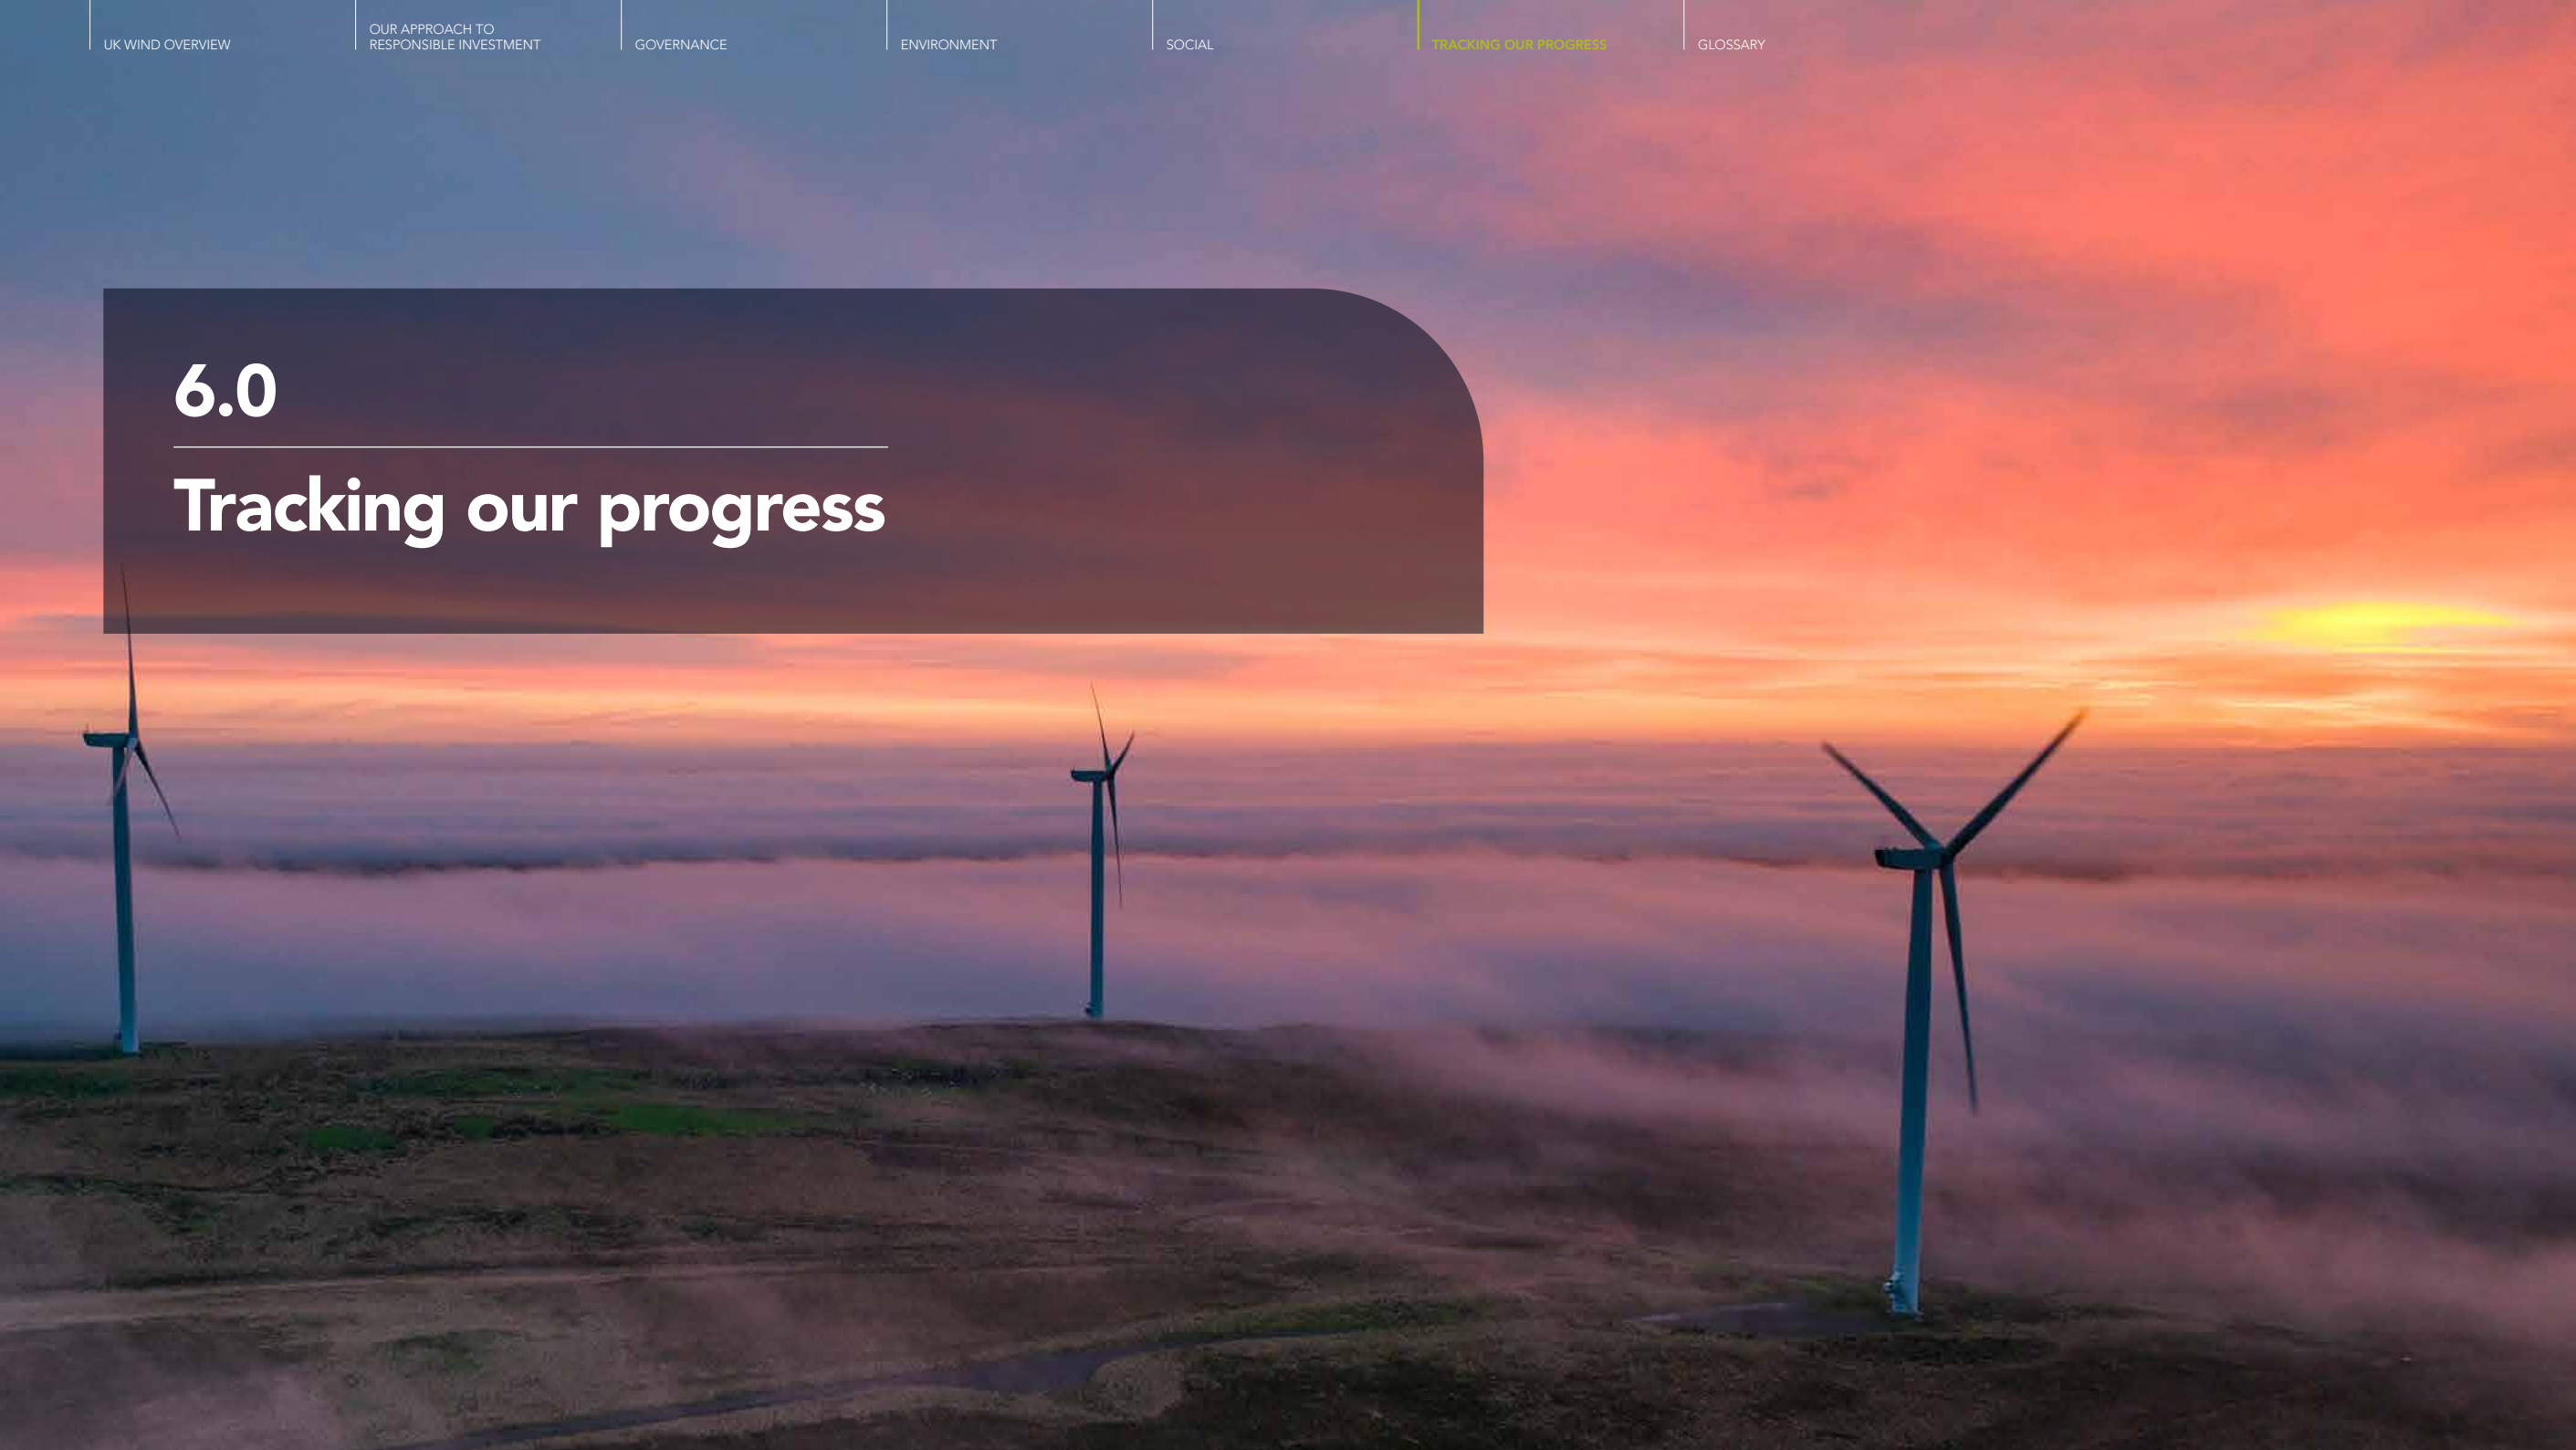 UK WIND OVERVIEW
OUR APPROACH TO
RESPONSIBLE INVESTMENT
GOVERNANCE
ENVIRONMENT
SOCIAL
TRACKING OUR PROGRESS
GLOSSARY
6.0
Tracking our progress